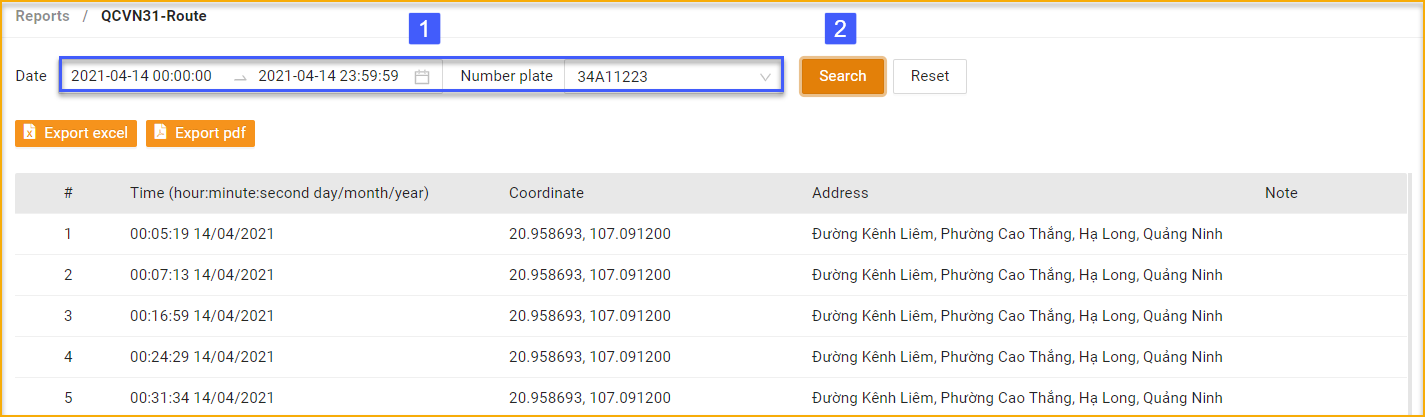 Reports / QCVN31-Route
1 2
Date 2021-04-14 00:00:00 → 2021-04-14 23:59:59 Number plate 34A11223 Search Reset
Export excel Export pdf
# Time (hour:minute:second day/month/year) Coordinate Address Note
1 00:05:19 14/04/2021 20.958693, 107.091200 Đường Kênh Liêm, Phường Cao Thắng, Hạ Long, Quảng Ninh
2 00:07:13 14/04/2021 20.958693, 107.091200 Đường Kênh Liêm, Phường Cao Thắng, Hạ Long, Quảng Ninh
3 00:16:59 14/04/2021 20.958693, 107.091200 Đường Kênh Liêm, Phường Cao Thắng, Hạ Long, Quảng Ninh
4 00:24:29 14/04/2021 20.958693, 107.091200 Đường Kênh Liêm, Phường Cao Thắng, Hạ Long, Quảng Ninh
5 00:31:34 14/04/2021 20.958693, 107.091200 Đường Kênh Liêm, Phường Cao Thắng, Hạ Long, Quảng Ninh